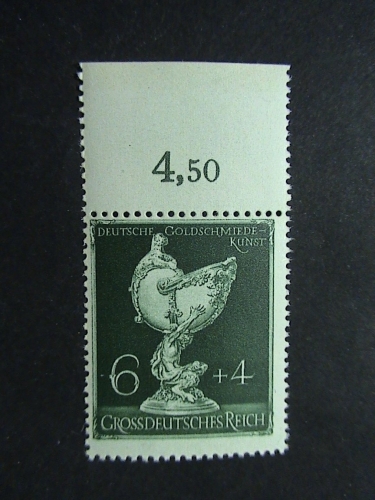 4,50
DEUTSCHE GOLDSCHMIEDE-
KUNST
6 +4
GROSSDEUTSCHES REICH